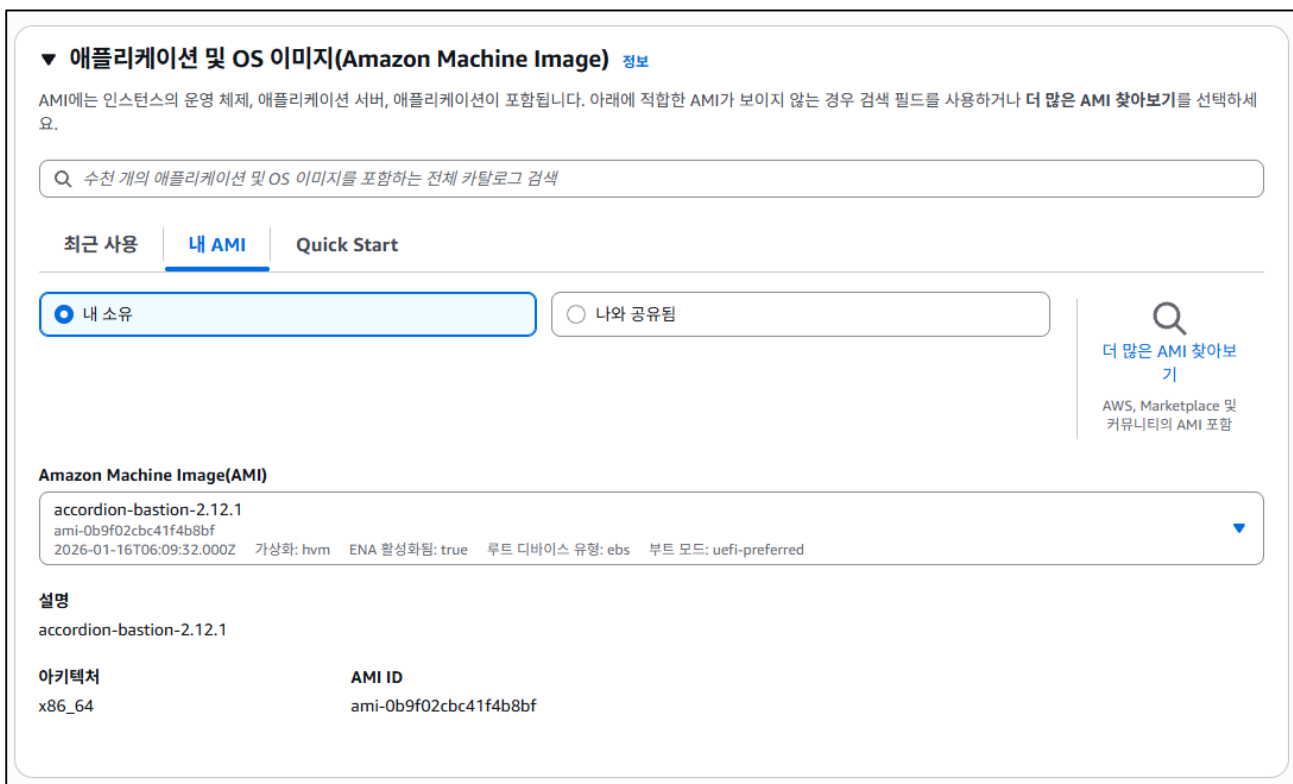 ▼ 애플리케이션 및 OS 이미지(Amazon Machine Image) 정보
AMI에는 인스턴스의 운영 체제, 애플리케이션 서버, 애플리케이션이 포함됩니다. 아래에 적합한 AMI가 보이지 않는 경우 검색 필드를 사용하거나 더 많은 AMI 찾아보기를 선택하세
요.
수천 개의 애플리케이션 및 OS 이미지를 포함하는 전체 카탈로그 검색
최근 사용 내 AMI Quick Start
내 소유 나와 공유됨
더 많은 AMI 찾아보
기
AWS, Marketplace 및
커뮤니티의 AMI 포함
Amazon Machine Image(AMI)
accordion-bastion-2.12.1
ami-0b9f02cbc41f4b8bf
2026-01-16T06:09:32.000Z 가상화: hvm ENA 활성화됨: true 루트 디바이스 유형: ebs 부트 모드: uefi-preferred
설명
accordion-bastion-2.12.1
아키텍처 AMI ID
x86_64 ami-0b9f02cbc41f4b8bf